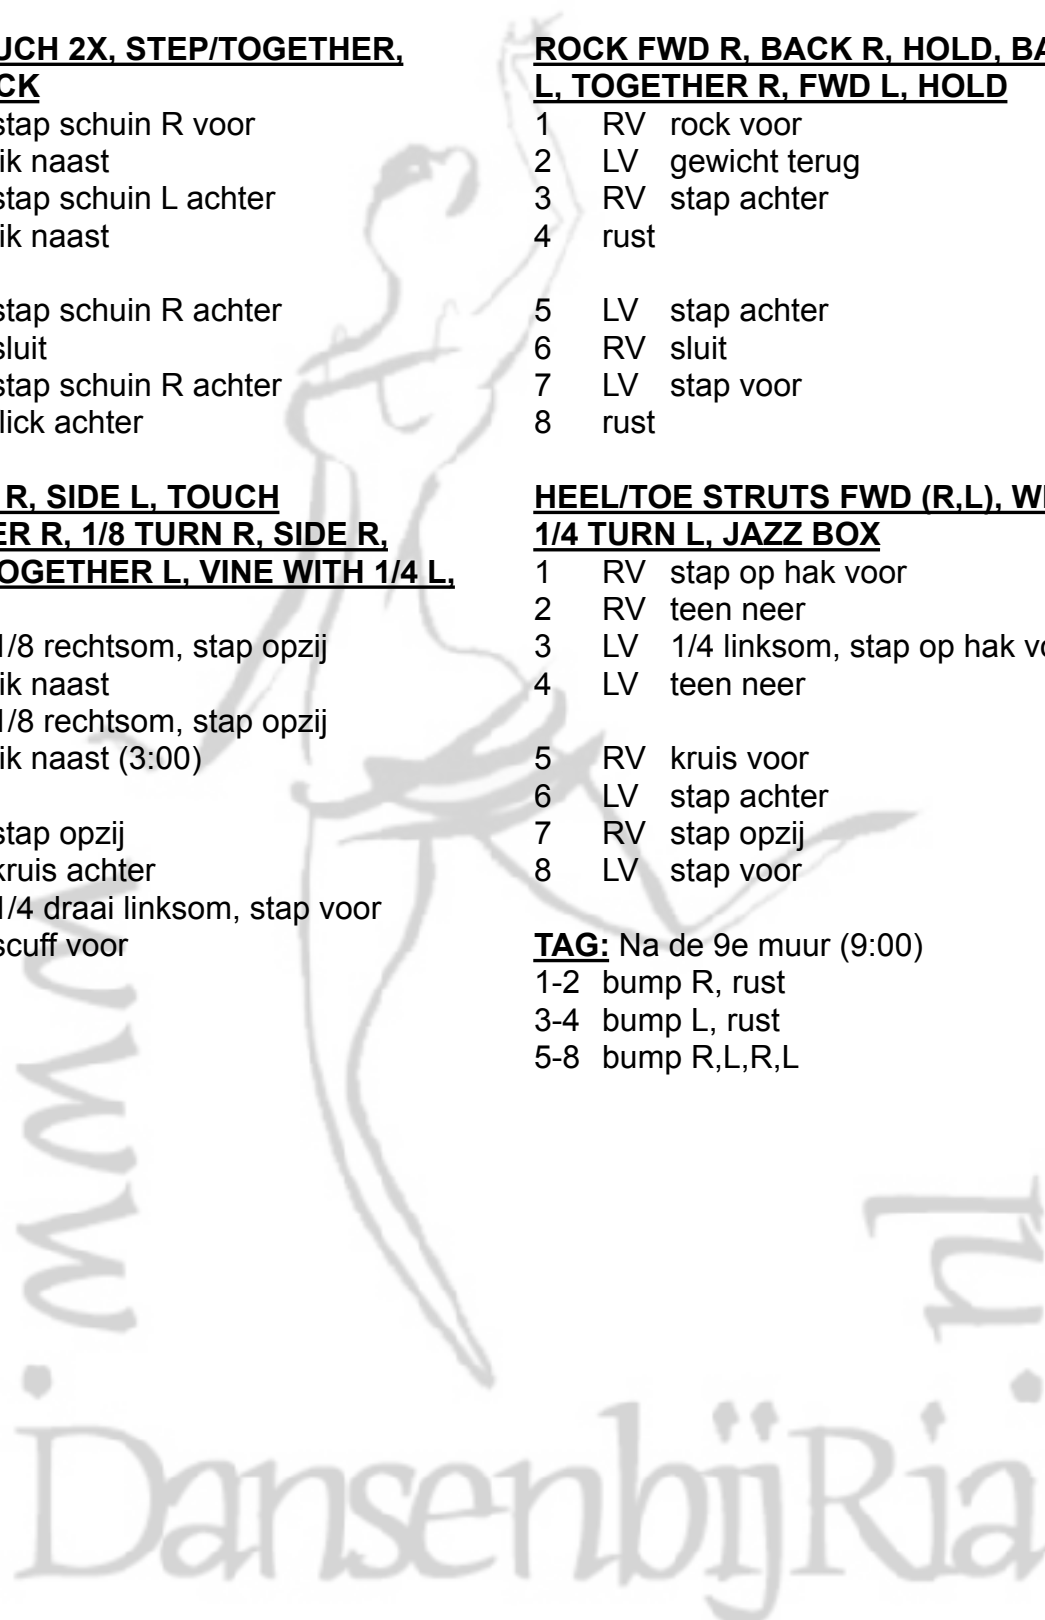 UCH 2X, STEP/TOGETHER,
CK
stap schuin R voor
ik naast
stap schuin L achter
ik naast
stap schuin R achter
sluit
stap schuin R achter
lick achter
R, SIDE L, TOUCH
ER R, 1/8 TURN R, SIDE R,
OGETHER L, VINE WITH 1/4 L,
1/8 rechtsom, stap opzij
ik naast
1/8 rechtsom, stap opzij
ik naast (3:00)
stap opzij
kruis achter
1/4 draai linksom, stap voor
scuff voor
ROCK FWD R, BACK R, HOLD, BA
L, TOGETHER R, FWD L, HOLD
1 RV rock voor
2 LV gewicht terug
3 RV stap achter
4 rust
5 LV stap achter
6 RV sluit
7 LV stap voor
8 rust
HEEL/TOE STRUTS FWD (R,L), WI
1/4 TURN L, JAZZ BOX
1 RV stap op hak voor
2 RV teen neer
3 LV 1/4 linksom, stap op hak vo
4 LV teen neer
5 RV kruis voor
6 LV stap achter
7 RV stap opzij
8 LV stap voor
TAG: Na de 9e muur (9:00)
1-2 bump R, rust
3-4 bump L, rust
5-8 bump R,L,R,L
www.
DansenbijRia
.nl